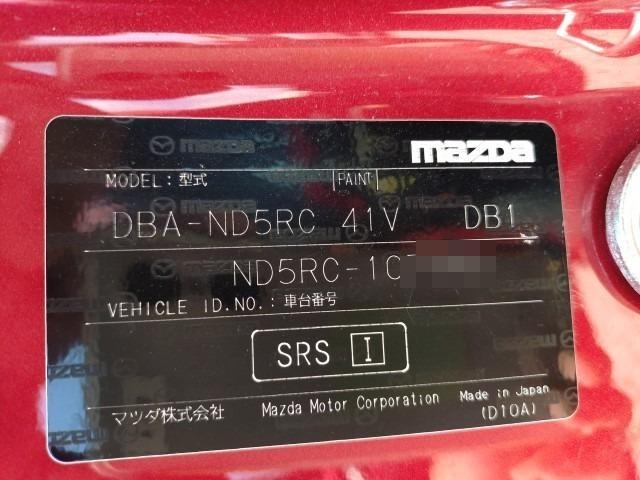 mazda
MODEL:型式 PAINT
DBA-ND5RC 41V DB1
ND5RC-1C
VEHICLE ID.NO.:車台番号
SRS I
マツダ株式会社 Mazda Motor Corporation Made in Japan
(D10A)